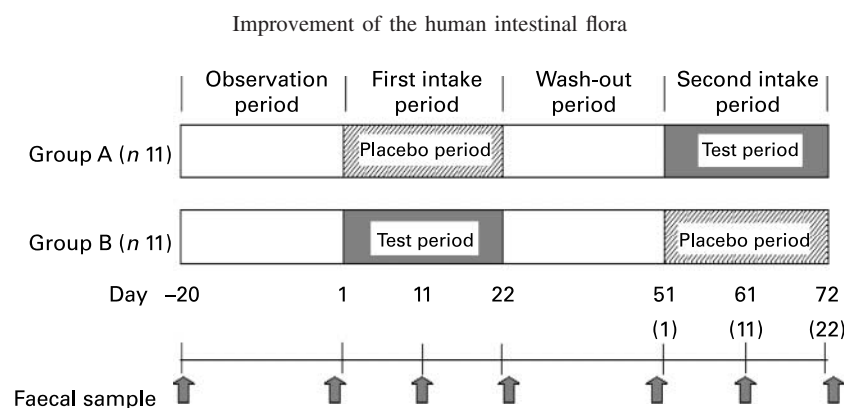 Improvement of the human intestinal flora
Observation period
First intake period
Wash-out period
Second intake period
Group A (n 11)
Placebo period
Test period
Group B (n 11)
Test period
Placebo period
Day –20 1 11 22 51 61 72
(1) (11) (22)
Faecal sample